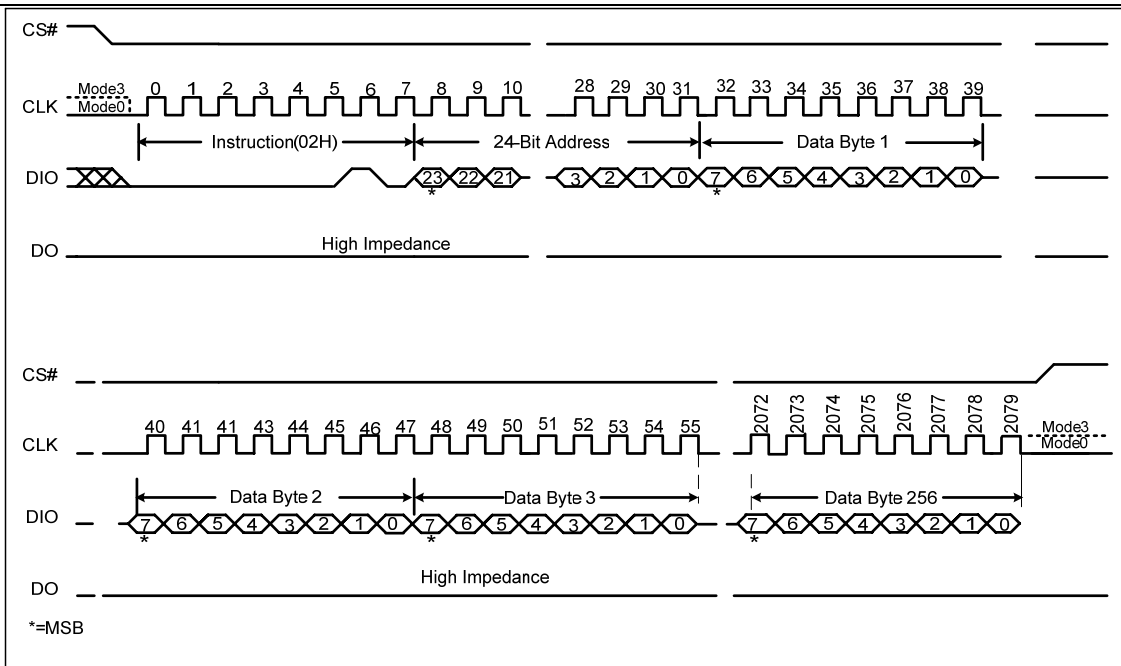 CS#
Mode3
0 1 2 3 4 5 6 7 8 9 10 28 29 30 31 32 33 34 35 36 37 38 39
CLK
Mode0
Instruction(02H) 24-Bit Address Data Byte 1
DIO 23 22 21 3 2 1 0 7 6 5 4 3 2 1 0
* *
High Impedance
DO
CS#
40 41 41 43 44 45 46 47 48 49 50 51 52 53 54 55 2072 2073 2074 2075 2076 2077 2078 2079
Mode3
CLK
Mode0
Data Byte 2 Data Byte 3 Data Byte 256
DIO 7 6 5 4 3 2 1 0 7 6 5 4 3 2 1 0 7 6 5 4 3 2 1 0
* * *
High Impedance
DO
*=MSB